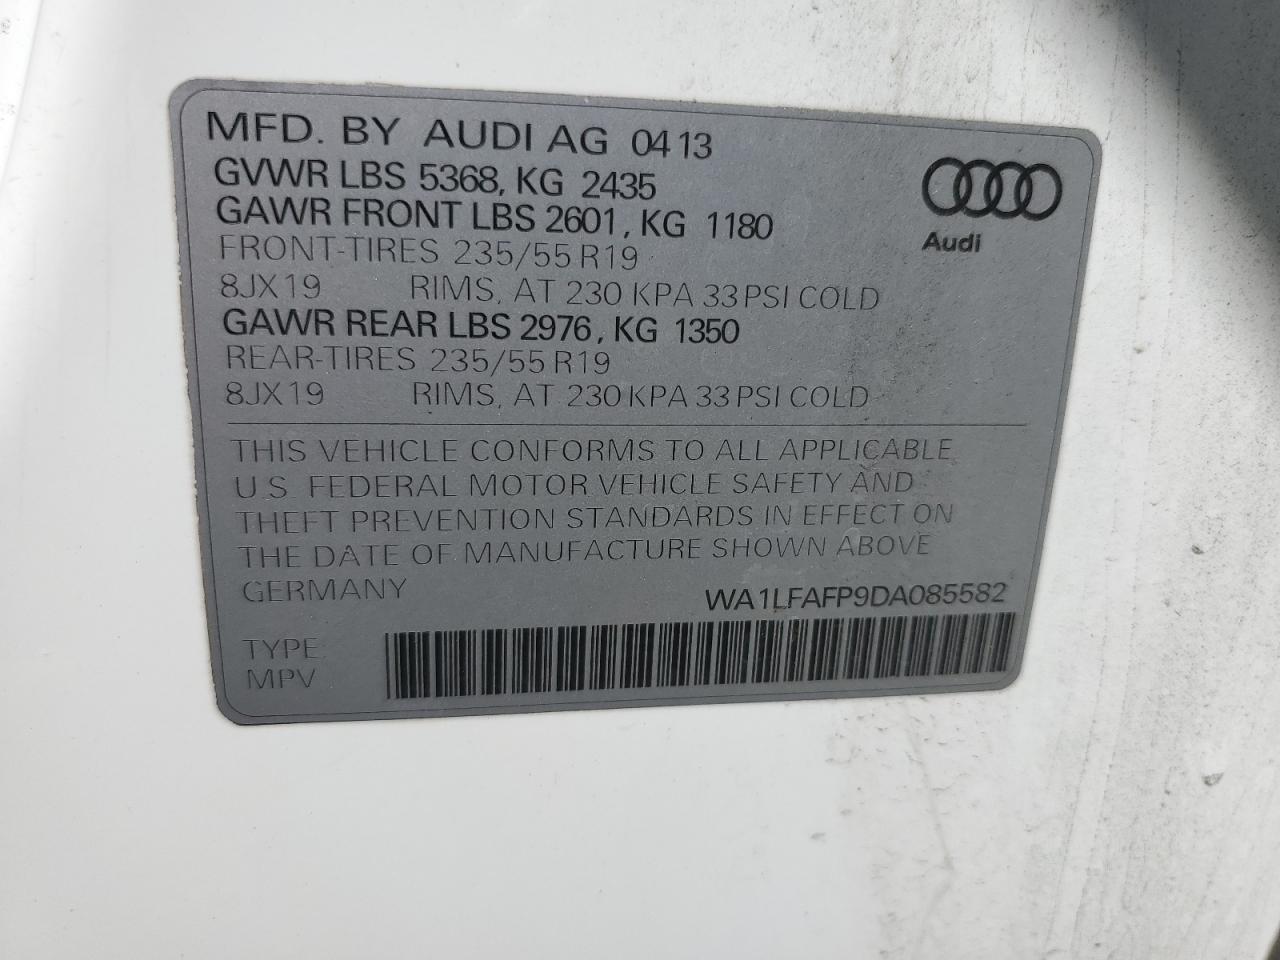 MFD. BY AUDI AG 04 13
GVWR LBS 5368, KG 2435
GAWR FRONT LBS 2601, KG 1180
FRONT-TIRES 235/55 R19
8JX19 RIMS, AT 230 KPA 33 PSI COLD
GAWR REAR LBS 2976, KG 1350
REAR-TIRES 235/55 R19
8JX19 RIMS, AT 230 KPA 33 PSI COLD
Audi
THIS VEHICLE CONFORMS TO ALL APPLICABLE
U.S. FEDERAL MOTOR VEHICLE SAFETY AND
THEFT PREVENTION STANDARDS IN EFFECT ON
THE DATE OF MANUFACTURE SHOWN ABOVE
GERMANY WA1LFAFP9DA085582
TYPE:
MPV